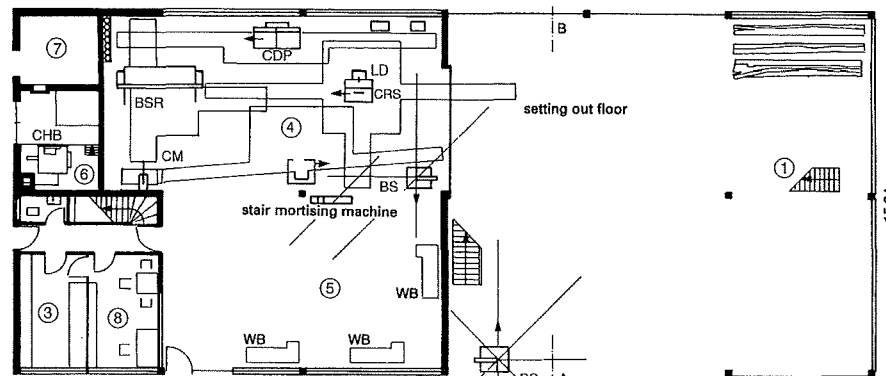 B
7
CDP
LD
CRS
BSR
setting out floor
4
CHB
CM
6
BS
1
stair mortising machine
5
3
8
WB
WB
WB
A